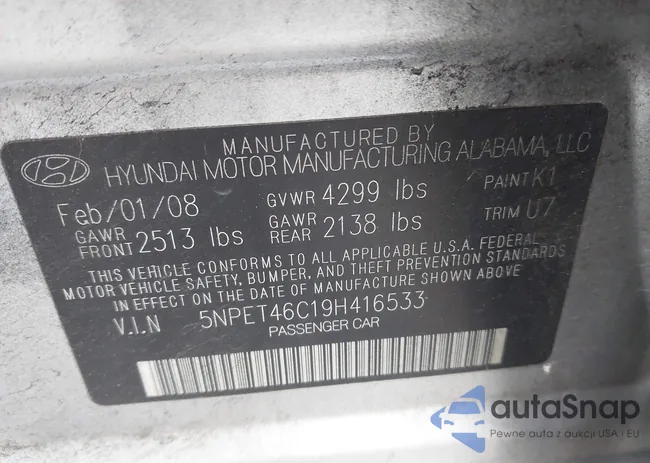 MANUFACTURED BY
HYUNDAI MOTOR MANUFACTURING ALABAMA, LLC
Feb/01/08 GVWR 4299 lbs PAINT K1
GAWR FRONT 2513 lbs GAWR REAR 2138 lbs TRIM U7
THIS VEHICLE CONFORMS TO ALL APPLICABLE U.S.A. FEDERAL
MOTOR VEHICLE SAFETY, BUMPER, AND THEFT PREVENTION STANDARDS
IN EFFECT ON THE DATE OF MANUFACTURE SHOWN ABOVE
V.I.N 5NPET46C19H416533
PASSENGER CAR
autoSnap
Pewne auta z aukcji USA i EU